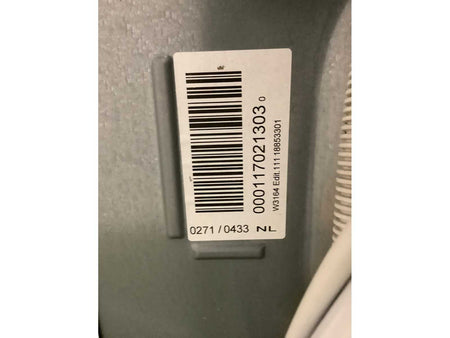 000117021303 0
W3164 Edit.111 18853301
0271 / 0433 NL